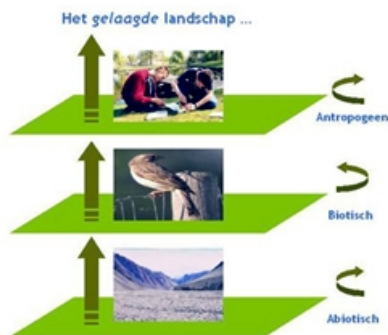 Het gelaagde landschap ...
Antropogeen
Biotisch
Abiotisch